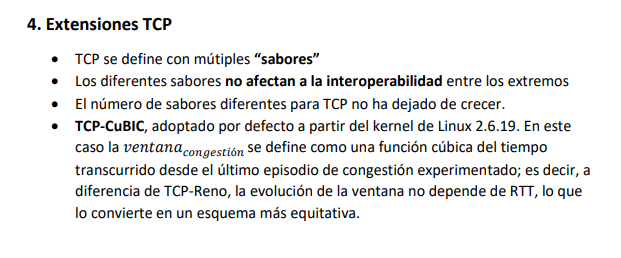 4. Extensiones TCP
• TCP se define con mútiples “sabores”
• Los diferentes sabores no afectan a la interoperabilidad entre los extremos
• El número de sabores diferentes para TCP no ha dejado de crecer.
• TCP-CuBIC, adoptado por defecto a partir del kernel de Linux 2.6.19. En este
caso la ventana_congestión se define como una función cúbica del tiempo
transcurrido desde el último episodio de congestión experimentado; es decir, a
diferencia de TCP-Reno, la evolución de la ventana no depende de RTT, lo que
lo convierte en un esquema más equitativa.